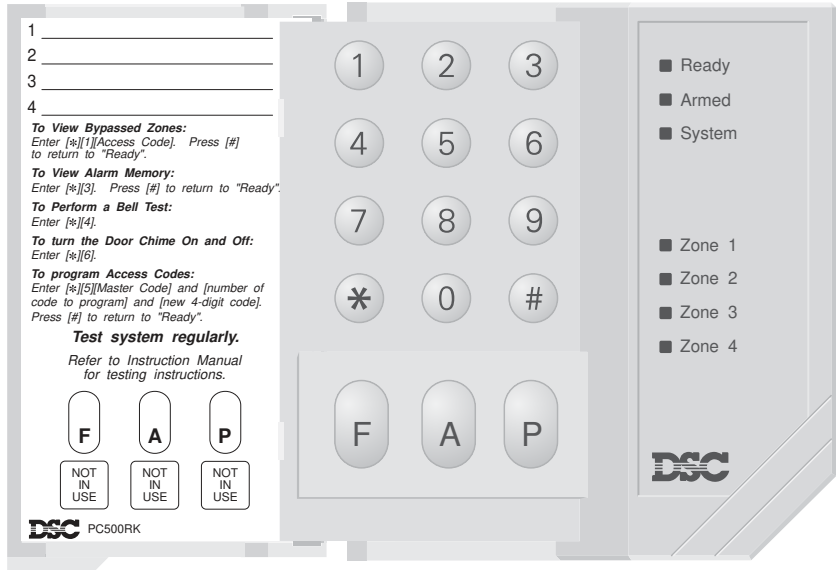 1
2
3
4
To View Bypassed Zones:
Enter [*][1][Access Code]. Press [#]
to return to "Ready".
To View Alarm Memory:
Enter [*][3]. Press [#] to return to "Ready".
To Perform a Bell Test:
Enter [*][4].
To turn the Door Chime On and Off:
Enter [*][6].
To program Access Codes:
Enter [*][5][Master Code] and [number of
code to program] and [new 4-digit code].
Press [#] to return to "Ready".
Test system regularly.
Refer to Instruction Manual
for testing instructions.
F A P
NOT IN USE NOT IN USE NOT IN USE
DSC PC500RK
1 2 3
4 5 6
7 8 9
* 0 #
F A P
Ready
Armed
System
Zone 1
Zone 2
Zone 3
Zone 4
DSC